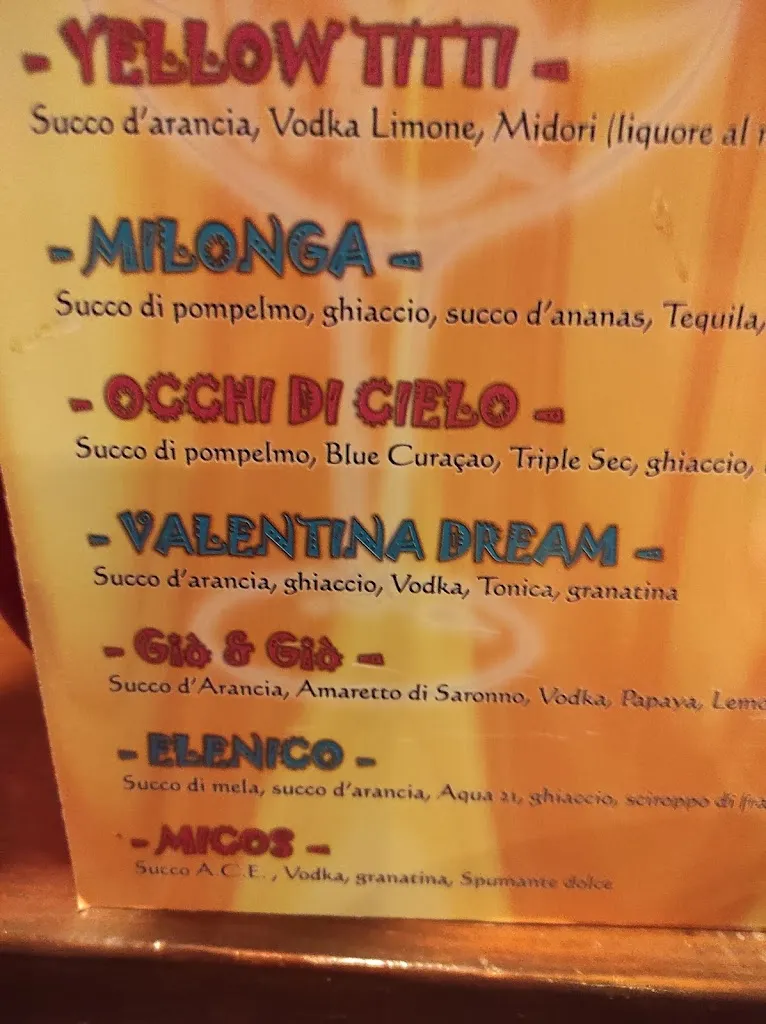 - YELLOW TITTI -
Succo d'arancia, Vodka Limone, Midori (liquore al
- MILONGA -
Succo di pompelmo, ghiaccio, succo d'ananas, Tequila,
- OCCHI DI CIELO -
Succo di pompelmo, Blue Curaçao, Triple Sec, ghiaccio,
- VALENTINA DREAM -
Succo d'arancia, ghiaccio, Vodka, Tonica, granatina
- Giò & Giò -
Succo d'Arancia, Amaretto di Saronno, Vodka, Papaya,
- ELENICO -
Succo di mela, succo d'arancia, Aqua 21, ghiaccio, sciroppo di
- MICOS -
Succo A.C.E., Vodka, granatina, Spumante dolce